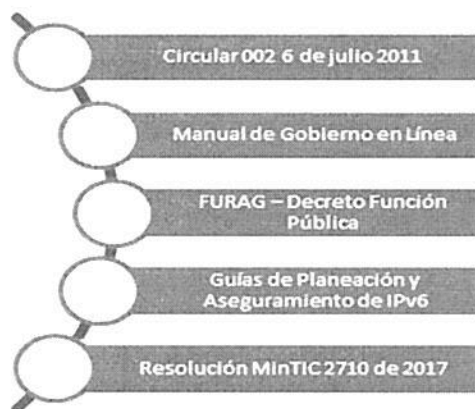 Circular 002 6 de julio 2011
Manual de Gobierno en Línea
FURAG – Decreto Función
Pública
Guías de Planeación y
Aseguramiento de IPv6
Resolución MinTIC 2710 de 2017